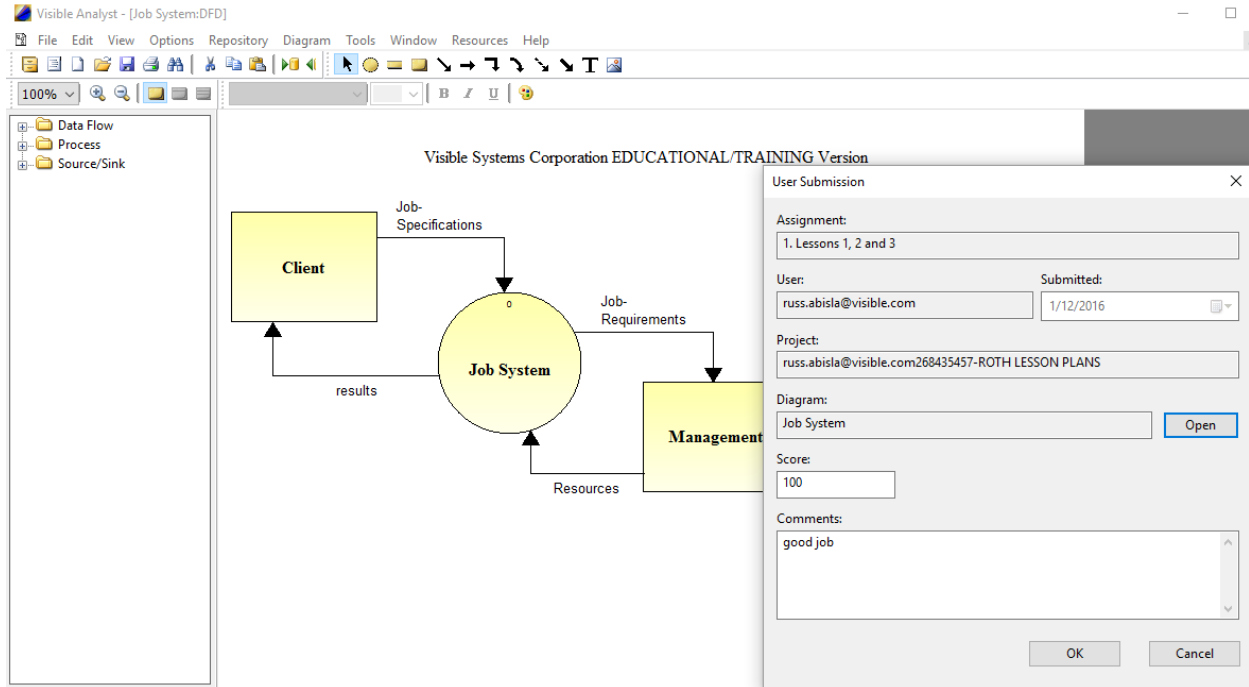 Visible Analyst - [Job System:DFD]
File Edit View Options Repository Diagram Tools Window Resources Help
100%
B I U
Data Flow
Process
Source/Sink
Visible Systems Corporation EDUCATIONAL/TRAINING Version
Job-
Specifications
Client
0
Job-
Requirements
Job System
results
Management
Resources
User Submission
Assignment:
1. Lessons 1, 2 and 3
User:
Submitted:
russ.abisla@visible.com
1/12/2016
Project:
russ.abisla@visible.com268435457-ROTH LESSON PLANS
Diagram:
Job System
Open
Score:
100
Comments:
good job
OK
Cancel